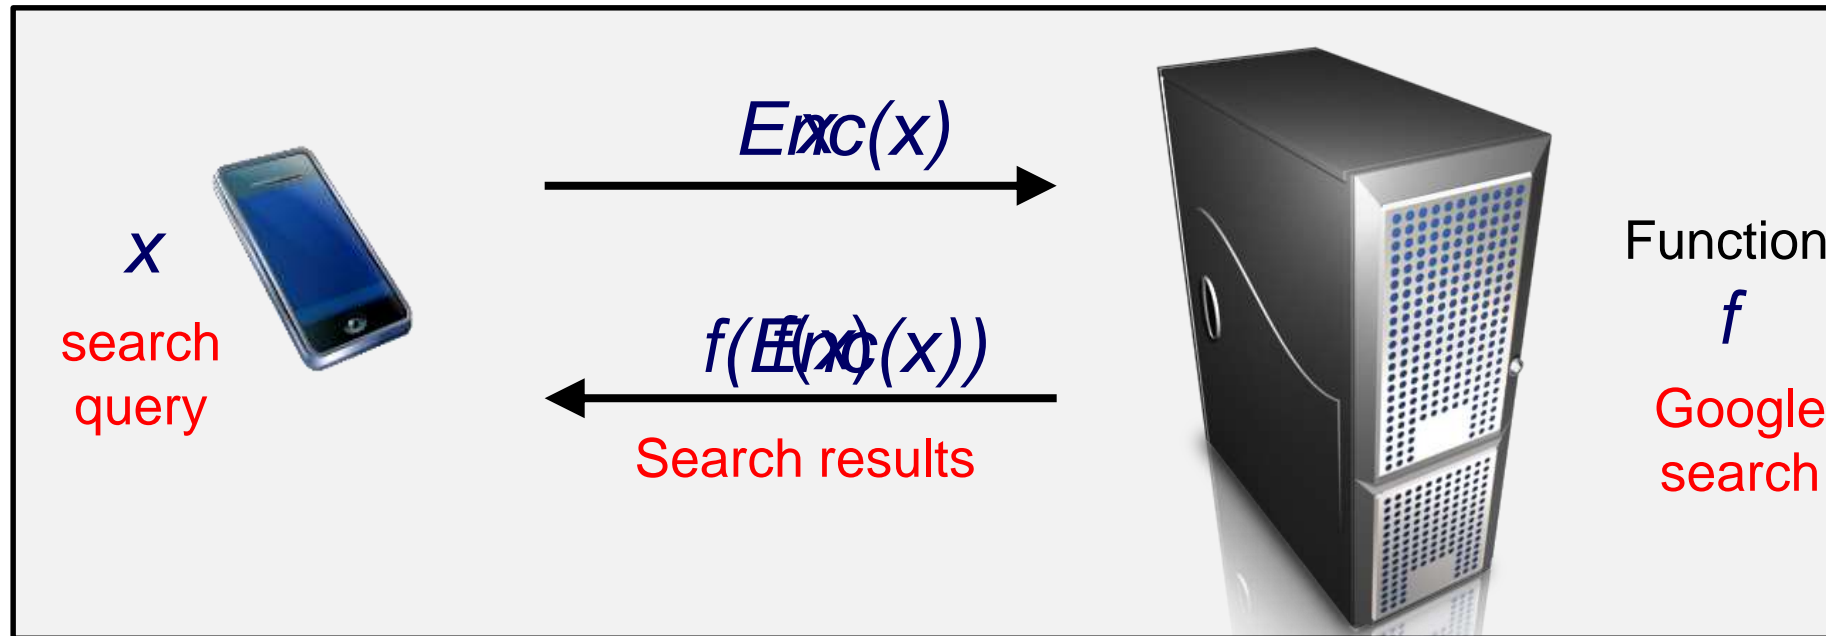 Enc(x)
x
x
search
query
f(Enc(x))
f(x)
Search results
Function
f
Google
search